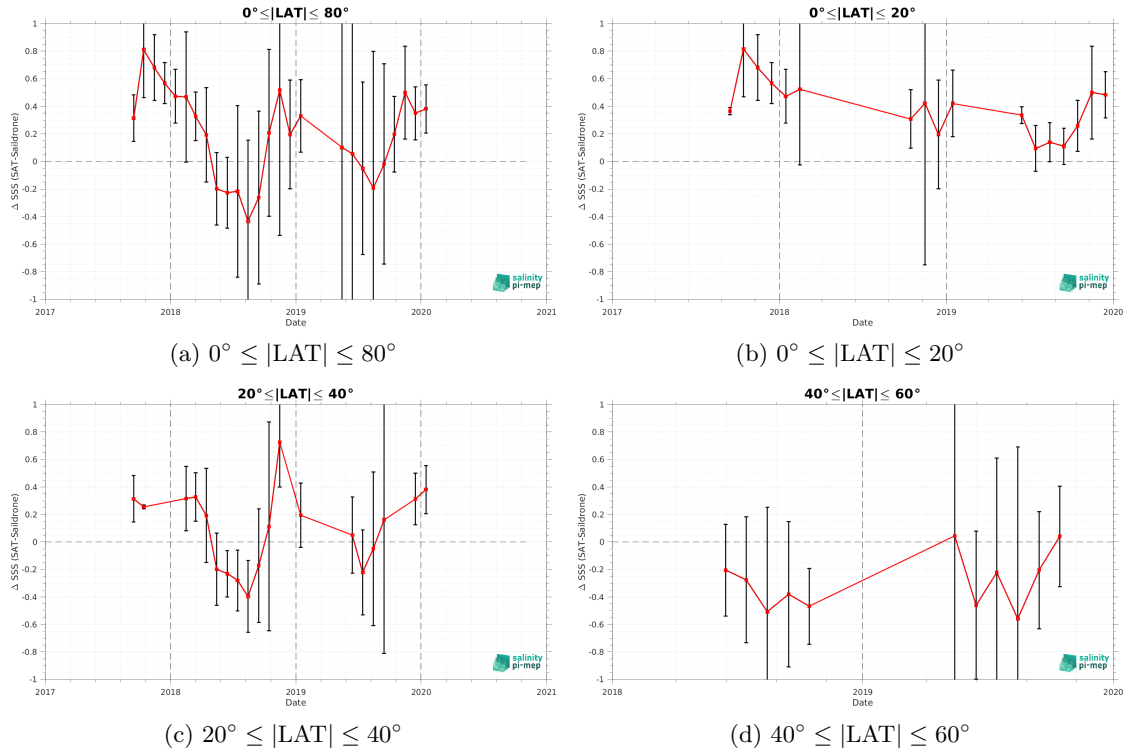 0°≤|LAT|≤ 80°
Δ SSS (SAT-Saildrone)
1
0.8
0.6
0.4
0.2
0
-0.2
-0.4
-0.6
-0.8
-1
2017
2018
2019
2020
2021
Date
salinity
pi-mep
(a) 0° ≤ |LAT| ≤ 80°
0°≤|LAT|≤ 20°
Δ SSS (SAT-Saildrone)
1
0.8
0.6
0.4
0.2
0
-0.2
-0.4
-0.6
-0.8
-1
2017
2018
2019
2020
Date
salinity
pi-mep
(b) 0° ≤ |LAT| ≤ 20°
20°≤|LAT|≤ 40°
Δ SSS (SAT-Saildrone)
1
0.8
0.6
0.4
0.2
0
-0.2
-0.4
-0.6
-0.8
-1
2017
2018
2019
2020
2021
Date
salinity
pi-mep
(c) 20° ≤ |LAT| ≤ 40°
40°≤|LAT|≤ 60°
Δ SSS (SAT-Saildrone)
1
0.8
0.6
0.4
0.2
0
-0.2
-0.4
-0.6
-0.8
-1
2018
2019
2020
Date
salinity
pi-mep
(d) 40° ≤ |LAT| ≤ 60°